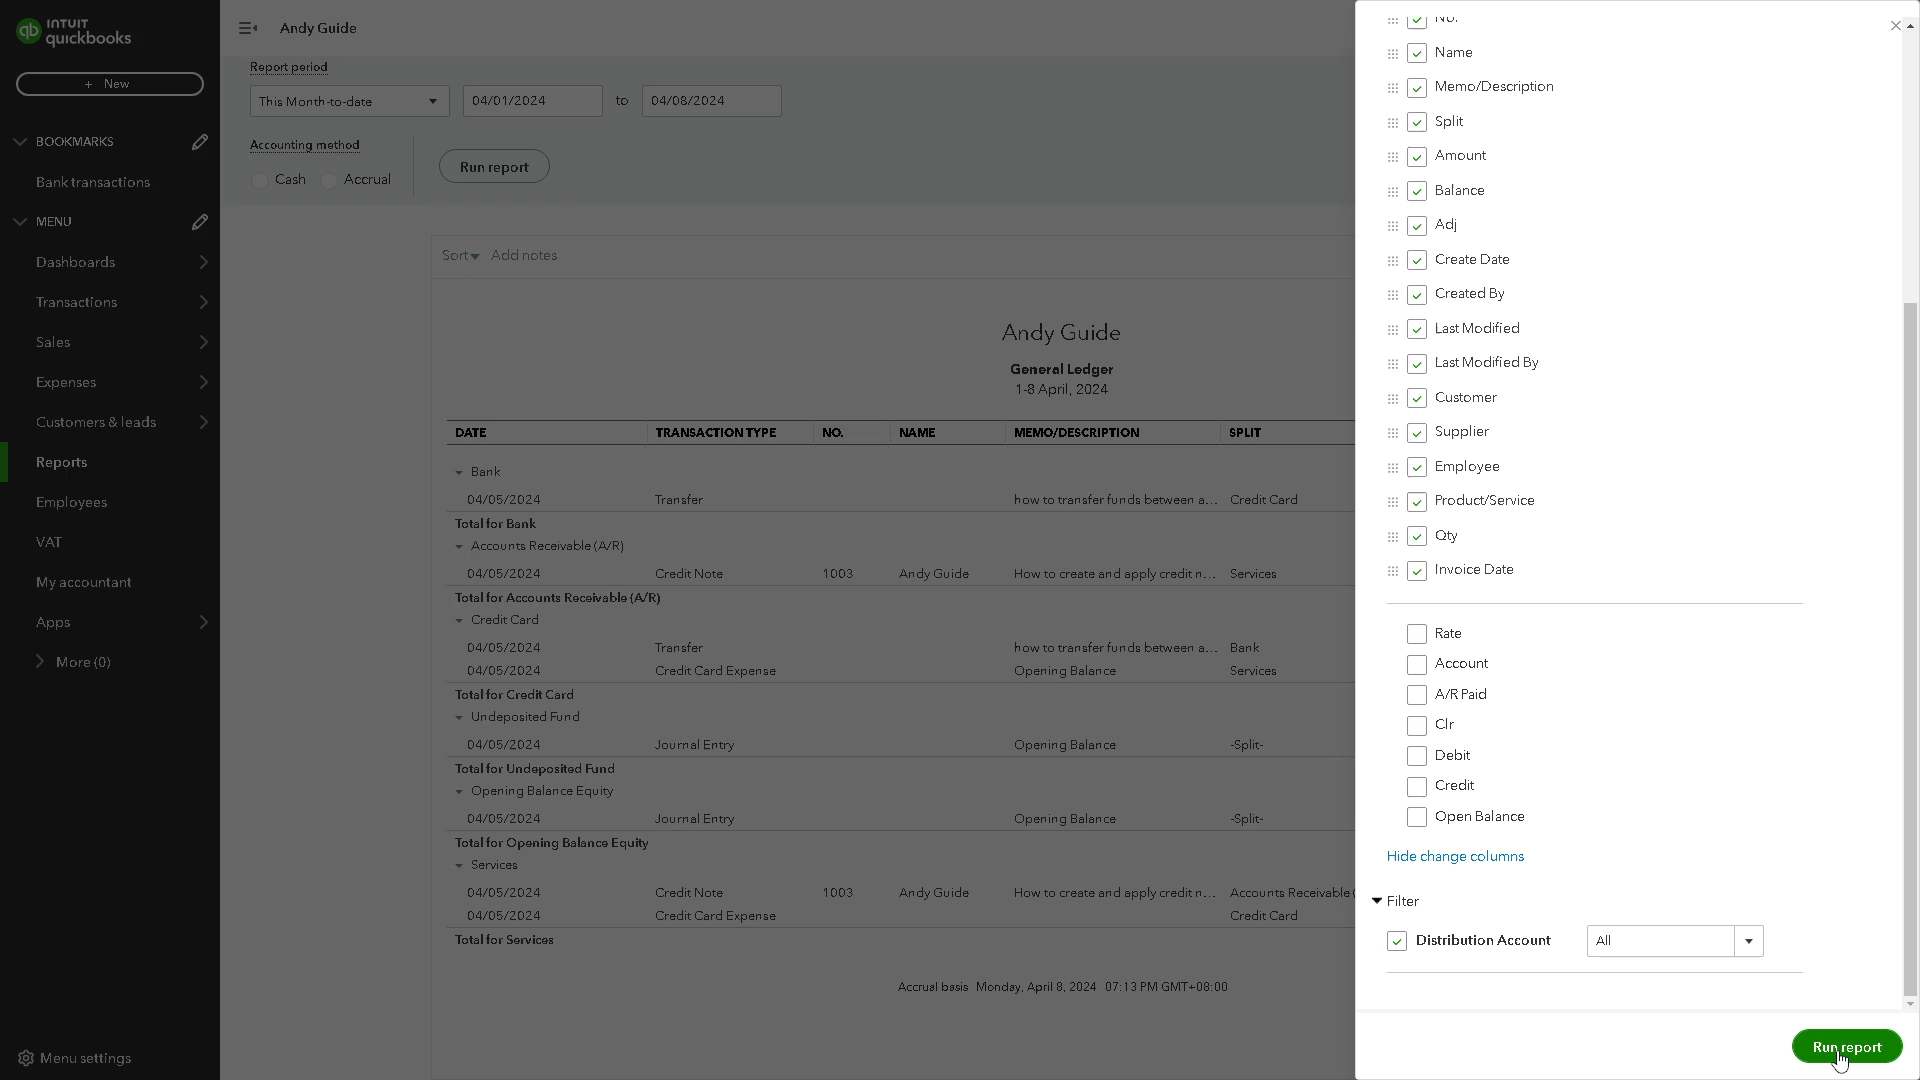 INTUIT
quickbooks
+ New
BOOKMARKS
Bank transactions
MENU
Dashboards
Transactions
Sales
Expenses
Customers & leads
Reports
Employees
VAT
My accountant
Apps
More (0)
Menu settings
Andy Guide
Report period
This Month-to-date 04/01/2024 to 04/08/2024
Accounting method
Cash Accrual
Run report
Sort Add notes
Andy Guide
General Ledger
1-8 April, 2024
DATE TRANSACTION TYPE NO. NAME MEMO/DESCRIPTION SPLIT
Bank
04/05/2024 Transfer how to transfer funds between a... Credit Card
Total for Bank
Accounts Receivable (A/R)
04/05/2024 Credit Note 1003 Andy Guide How to create and apply credit n... Services
Total for Accounts Receivable (A/R)
Credit Card
04/05/2024 Transfer how to transfer funds between a... Bank
04/05/2024 Credit Card Expense Opening Balance Services
Total for Credit Card
Undeposited Fund
04/05/2024 Journal Entry Opening Balance -Split-
Total for Undeposited Fund
Opening Balance Equity
04/05/2024 Journal Entry Opening Balance -Split-
Total for Opening Balance Equity
Services
04/05/2024 Credit Note 1003 Andy Guide How to create and apply credit n... Accounts Receivable (
04/05/2024 Credit Card Expense Credit Card
Total for Services
Accrual basis Monday, April 8, 2024 07:13 PM GMT+08:00
No.
Name
Memo/Description
Split
Amount
Balance
Adj
Create Date
Created By
Last Modified
Last Modified By
Customer
Supplier
Employee
Product/Service
Qty
Invoice Date
Rate
Account
A/R Paid
Clr
Debit
Credit
Open Balance
Hide change columns
Filter
Distribution Account All
Run report